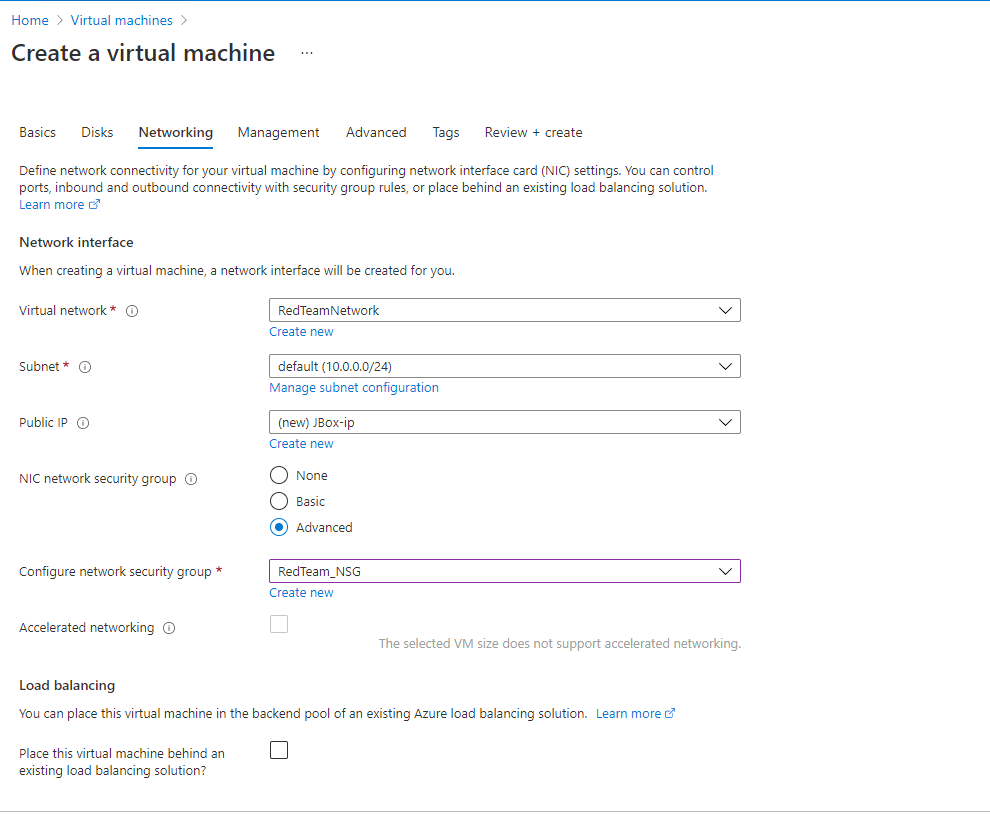 Home > Virtual machines >
Create a virtual machine ...
Basics Disks Networking Management Advanced Tags Review + create
Define network connectivity for your virtual machine by configuring network interface card (NIC) settings. You can control
ports, inbound and outbound connectivity with security group rules, or place behind an existing load balancing solution.
Learn more
Network interface
When creating a virtual machine, a network interface will be created for you.
Virtual network * RedTeamNetwork
Create new
Subnet * default (10.0.0.0/24)
Manage subnet configuration
Public IP (new) JBox-ip
Create new
NIC network security group None
Basic
Advanced
Configure network security group * RedTeam_NSG
Create new
Accelerated networking
The selected VM size does not support accelerated networking.
Load balancing
You can place this virtual machine in the backend pool of an existing Azure load balancing solution. Learn more
Place this virtual machine behind an
existing load balancing solution?